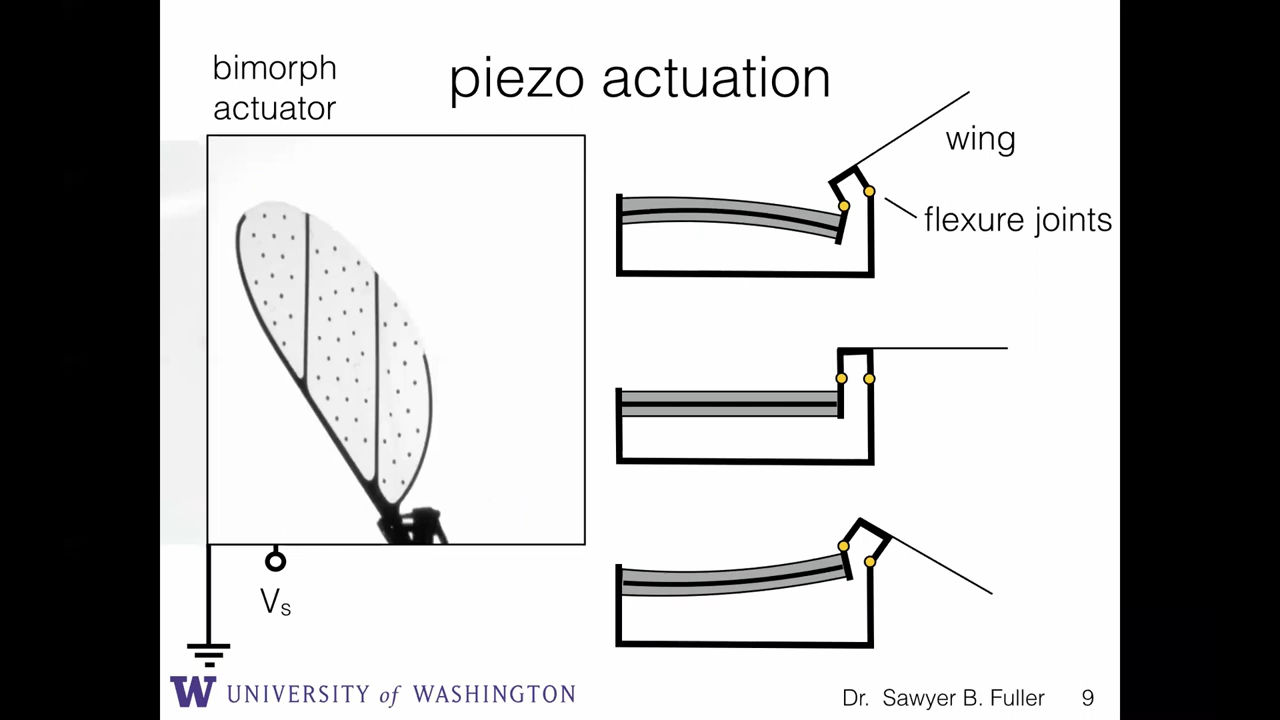 bimorph
actuator
piezo actuation
wing
flexure joints
Vs
W UNIVERSITY of WASHINGTON
Dr. Sawyer B. Fuller 9